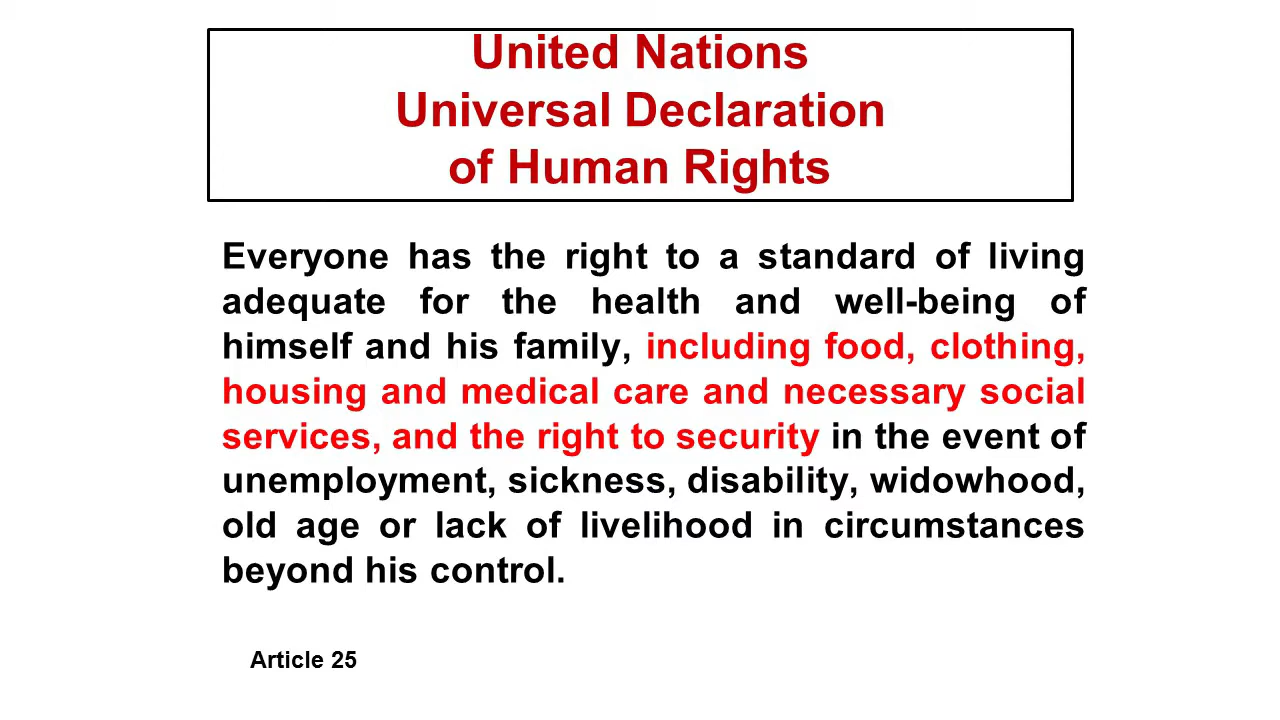 United Nations
Universal Declaration
of Human Rights
Everyone has the right to a standard of living
adequate for the health and well-being of
himself and his family, including food, clothing,
housing and medical care and necessary social
services, and the right to security in the event of
unemployment, sickness, disability, widowhood,
old age or lack of livelihood in circumstances
beyond his control.
Article 25